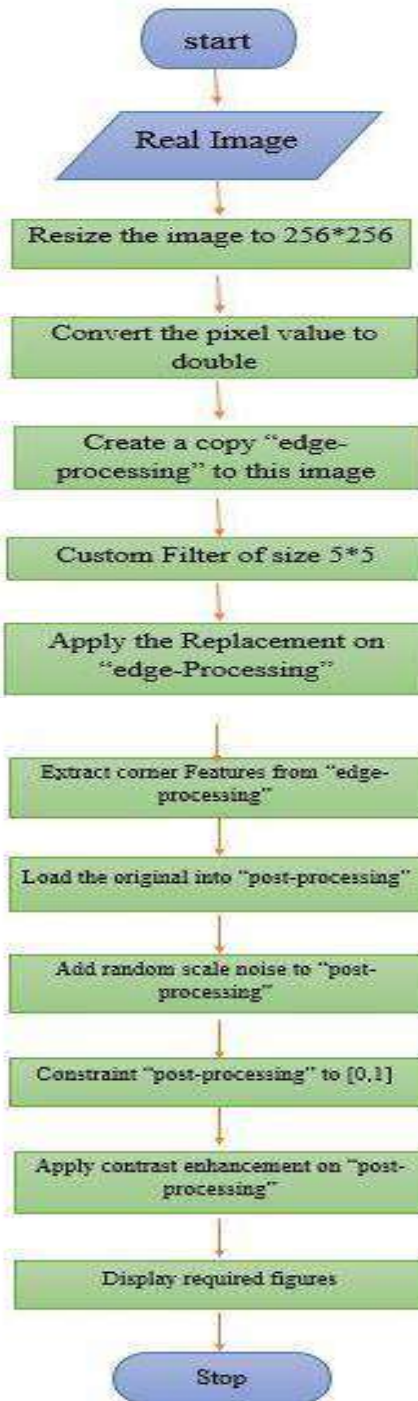 start
Real Image
Resize the image to 256*256
Convert the pixel value to
double
Create a copy “edge-
processing” to this image
Custom Filter of size 5*5
Apply the Replacement on
“edge-Processing”
Extract corner Features from “edge-
processing”
Load the original into “post-processing”
Add random scale noise to “post-
processing”
Constraint “post-processing” to [0,1]
Apply contrast enhancement on “post-
processing”
Display required figures
Stop